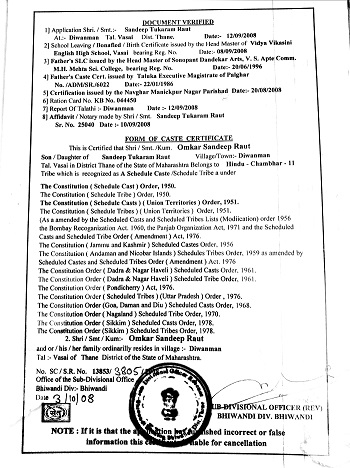 DOCUMENT VERIFIED
1] Application Shri. / Smt. :- Sandeep Tukaram Raut
At.:- Diwanman Tal. Vasai Dist. Thane. Date:- 12/09/2008
2] School Leaving / Bonafied / Birth Certificate issued by the Head Master of Vidya Vikasini
English High School, Vasai bearing Reg. No. Date:- 08/09/2008
3] Father's SLC issued by the Head Master of Sonopant Dandekar Arts, V. S. Apte Comm.
M.H. Mehta Sci. College, bearing Reg. No. Date:- 20/06/1996
4] Father's Caste Cert. issued by Taluka Executive Magistrate of Palghar
No. /ADM/SR./6022 Date:- 22/01/1986
5] Certification issued by the Navghar Manickpur Nagar Parishad Date:- 20/08/2008
6] Ration Card No. KB No. 044450
7] Report Of Talathi :- Diwanman Date :- 12/09/2008
8] Affidavit / Notary made by Shri / Smt. Sandeep Tukaram Raut
Sr. No. 25040 Date :- 10/09/2008
FORM OF CASTE CERTIFICATE
This is Certified that Shri / Smt. /Kum. Omkar Sandeep Raut
Son / Daughter of Sandeep Tukaram Raut Village/Town:- Diwanman
Tal. Vasai in District Thane of the State of Maharashtra Belongs to Hindu - Chambhar - 11
Tribe which is recognized as A Schedule Caste /Schedule Tribe a under
The Constitution ( Schedule Cast ) Order, 1950.
The Constitution ( Schedule Tribe ) Order, 1950.
The Constitution ( Schedule Casts ) ( Union Territories ) Order, 1951.
The Constitution ( Schedule Tribes ) ( Union Territories ) Order, 1951.
(As a amended by the Scheduled Casts and Scheduled Tribes Lists (Modification) order 1956
the Bombay Recognization Act. 1960, the Panjab Organization Act, 1971 and the Scheduled
Casts and Scheduled Tribe Order ( Amendment ) Act, 1976.
The Constitution ( Jammu and Kashmir ) Scheduled Castes Order, 1956
The Constitution ( Andaman and Nicober Islands ) Schedules Tribes Order, 1959 as amended by
Scheduled Castes and Scheduled Tribes Order ( Amendment ) Act. 1976
The Constitution Order ( Dadra & Nagar Haveli ) Scheduled Casts Order, 1961.
The Constitution Order ( Dadra & Nagar Haveli ) Scheduled Tribe Order, 1961.
The Constitution Order ( Pondicherry ) Act, 1976.
The Constitution Order ( Scheduled Tribes ) (Uttar Pradesh ) Order , 1976.
The Constitution Order (Goa, Daman and Diu ) Scheduled Casts Order, 1968.
The Constitution Order ( Nagaland ) Scheduled Tribe Order, 1970.
The Constitution Order ( Sikkim ) Scheduled Casts Order, 1978.
The Constitution Order ( Sikkim ) Scheduled Tribes Order, 1978.
2. Shri / Smt / Kum:- Omkar Sandeep Raut
and or / his / her family ordinarily resides in village :- Diwanman
Tal :- Vasai of Thane District of the State of Maharashtra.
No. SC / S.R. No. 13853/ 3805/
Office of the Sub-Divisional Office
Bhiwandi Div:- Bhiwandi
Date 3/10/08
SUB-DIVISIONAL OFFICER (REV)
BHIWANDI DIV. BHIWANDI
NOTE : If it is that the furnished incorrect or false
information this liable for cancellation